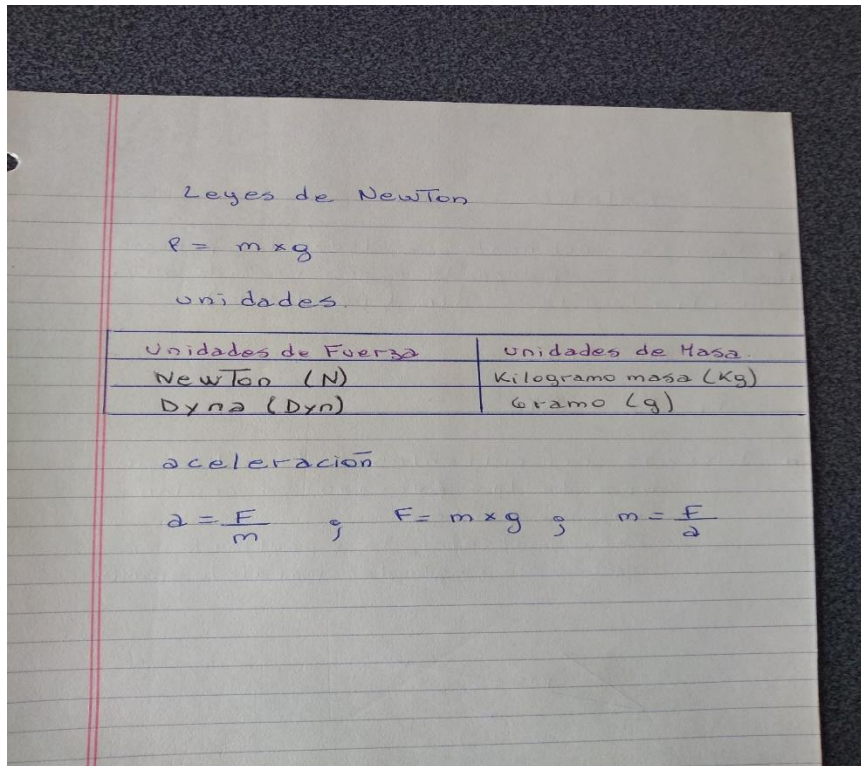 Leyes de NewTon
P = m x g
unidades.
Unidades de Fuerza unidades de Masa.
NewTon (N) Kilogramo masa (Kg)
Dyna (Dyn) Gramo (g)
aceleración
a = F/m ; F = m x g ; m = F/a